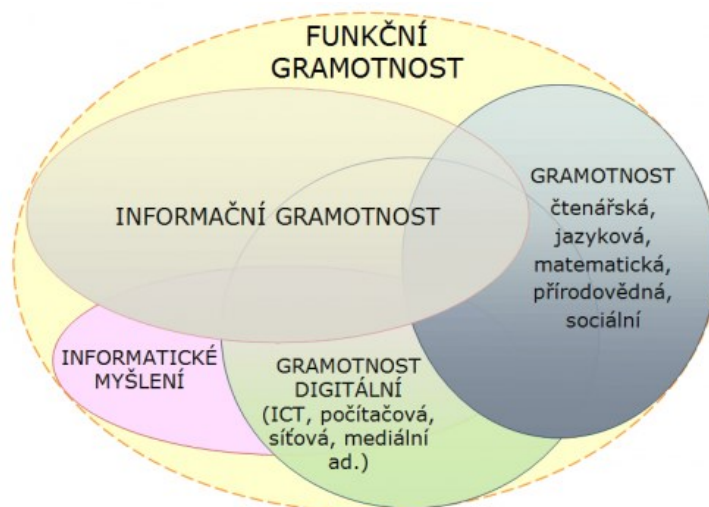 FUNKČNÍ
GRAMOTNOST
INFORMAČNÍ GRAMOTNOST
GRAMOTNOST
čtenářská,
jazyková,
matematická,
přírodovědná,
sociální
INFORMATICKÉ
MYŠLENÍ
GRAMOTNOST
DIGITÁLNÍ
(ICT, počítačová,
síťová, mediální
ad.)